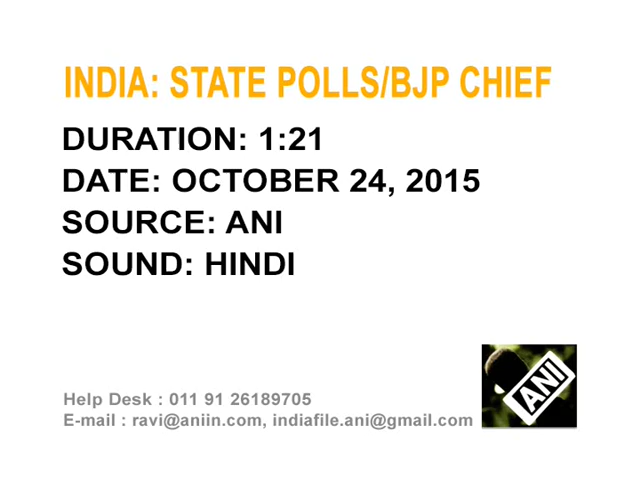 INDIA: STATE POLLS/BJP CHIEF
DURATION: 1:21
DATE: OCTOBER 24, 2015
SOURCE: ANI
SOUND: HINDI
ANI
Help Desk : 011 91 26189705
E-mail : ravi@aniin.com, indiafile.ani@gmail.com